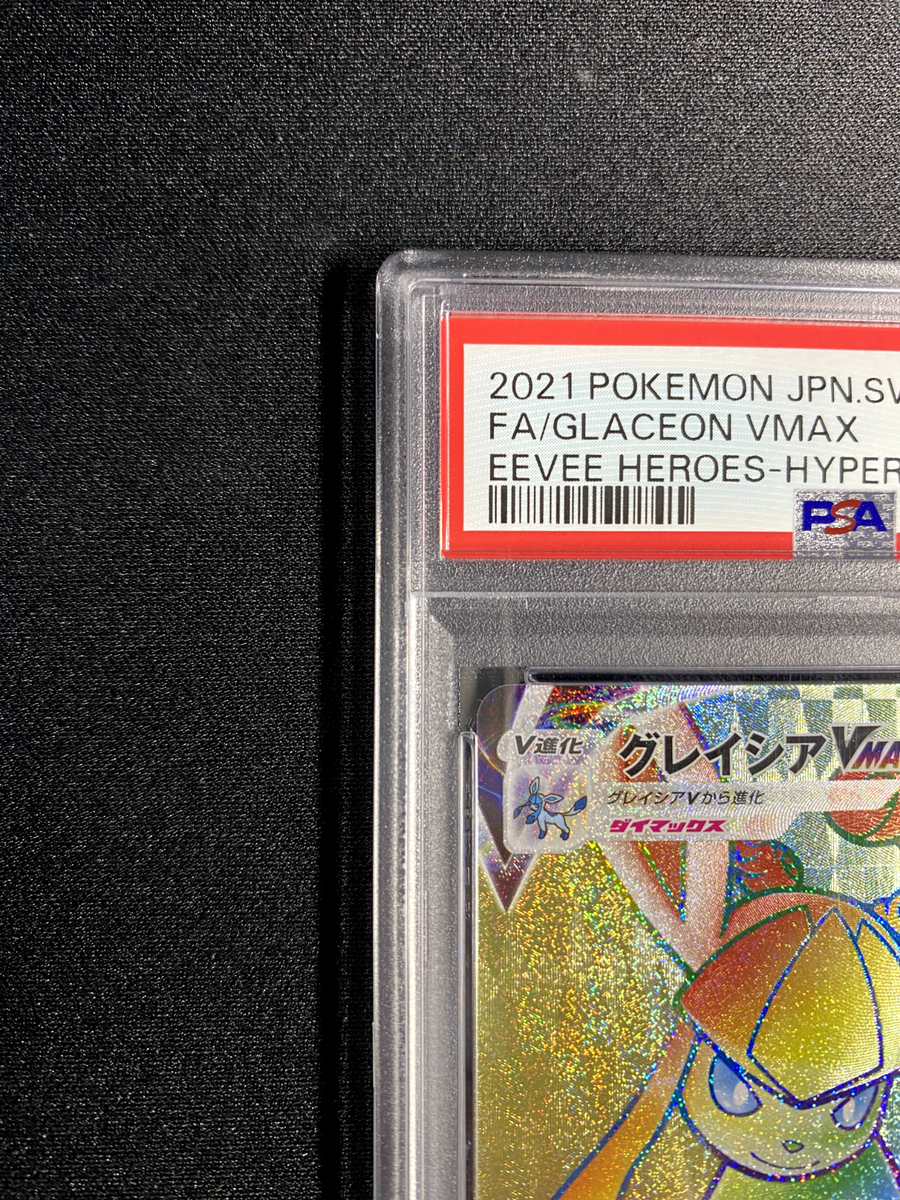 2021 POKEMON JPN.SV
FA/GLACEON VMAX
EEVEE HEROES-HYPER
PSA
V進化
グレイシアVMA
グレイシアVから進化
ダイマックス